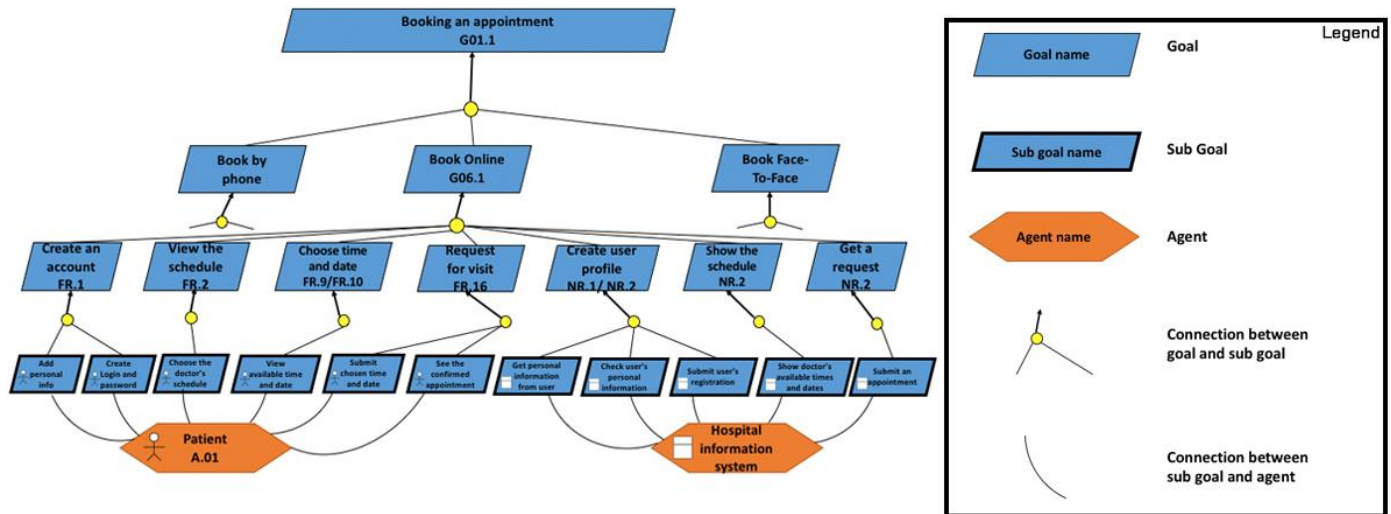 Booking an appointment
G01.1
Book by
phone
Book Online
G06.1
Book Face-
To-Face
Create an
account
FR.1
View the
schedule
FR.2
Choose time
and date
FR.9/FR.10
Request
for visit
FR.16
Create user
profile
NR.1/ NR.2
Show the
schedule
NR.2
Get a
request
NR.2
Add
personal
info
Create
Login and
password
Choose the
doctor's
schedule
View
available time
and date
Submit
chosen time
and date
See the
confirmed
appointment
Get personal
information
from user
Check user's
personal
information
Submit user's
registration
Show doctor's
available times
and dates
Submit an
appointment
Patient
A.01
Hospital
information
system
Legend
Goal name
Goal
Sub goal name
Sub Goal
Agent name
Agent
Connection between
goal and sub goal
Connection between
sub goal and agent